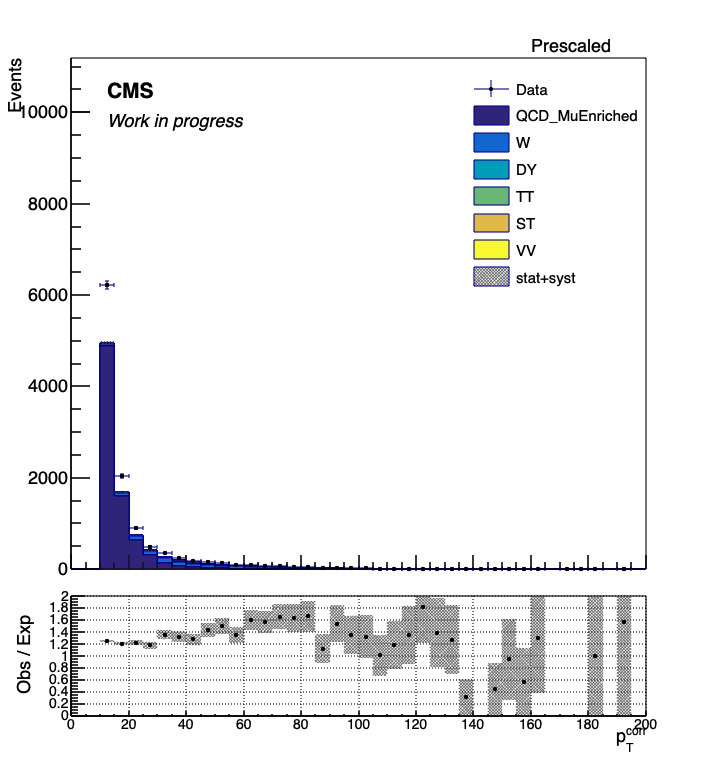 Prescaled
Events
CMS
Work in progress
Data
QCD_MuEnriched
W
DY
TT
ST
VV
stat+syst
10000
8000
6000
4000
2000
0
Obs / Exp
2
1.8
1.6
1.4
1.2
1
0.8
0.6
0.4
0.2
0
0 20 40 60 80 100 120 140 160 180 200
p_T^corr